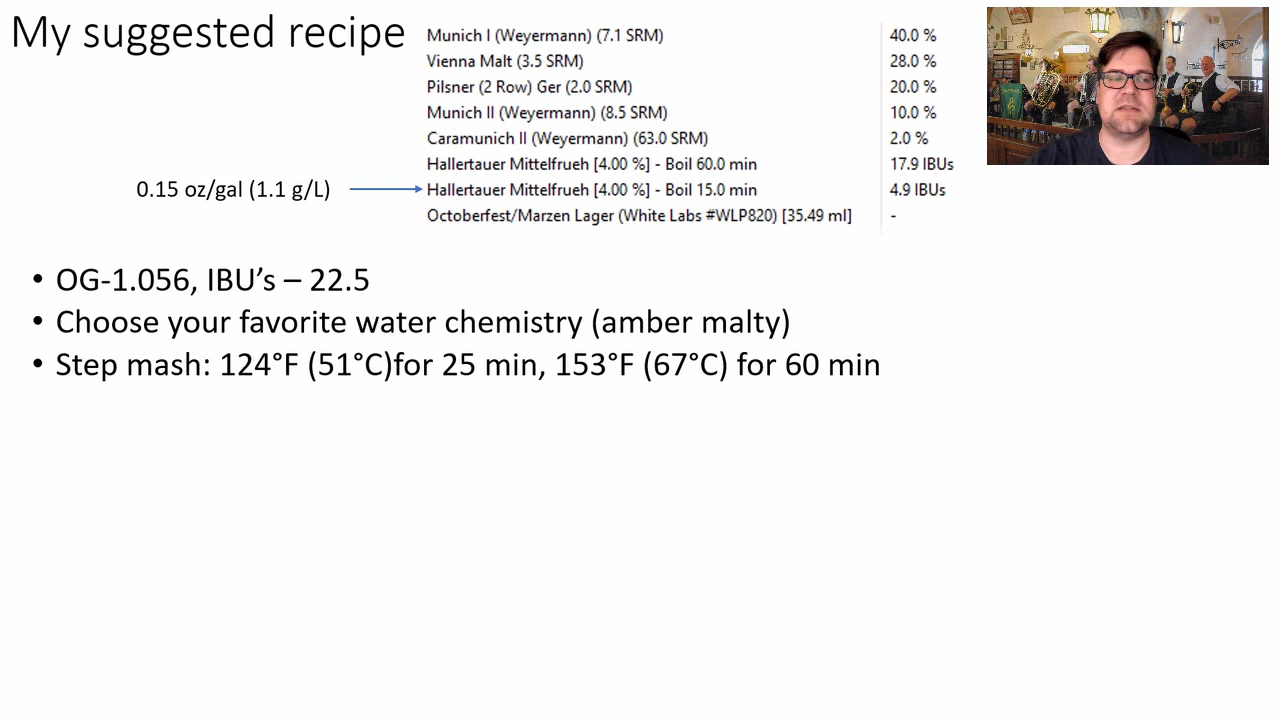 My suggested recipe
Munich I (Weyermann) (7.1 SRM) 40.0 %
Vienna Malt (3.5 SRM) 28.0 %
Pilsner (2 Row) Ger (2.0 SRM) 20.0 %
Munich II (Weyermann) (8.5 SRM) 10.0 %
Caramunich II (Weyermann) (63.0 SRM) 2.0 %
Hallertauer Mittelfrueh [4.00 %] - Boil 60.0 min 17.9 IBUs
0.15 oz/gal (1.1 g/L) Hallertauer Mittelfrueh [4.00 %] - Boil 15.0 min 4.9 IBUs
Octoberfest/Marzen Lager (White Labs #WLP820) [35.49 ml] -
• OG-1.056, IBU’s – 22.5
• Choose your favorite water chemistry (amber malty)
• Step mash: 124°F (51°C)for 25 min, 153°F (67°C) for 60 min